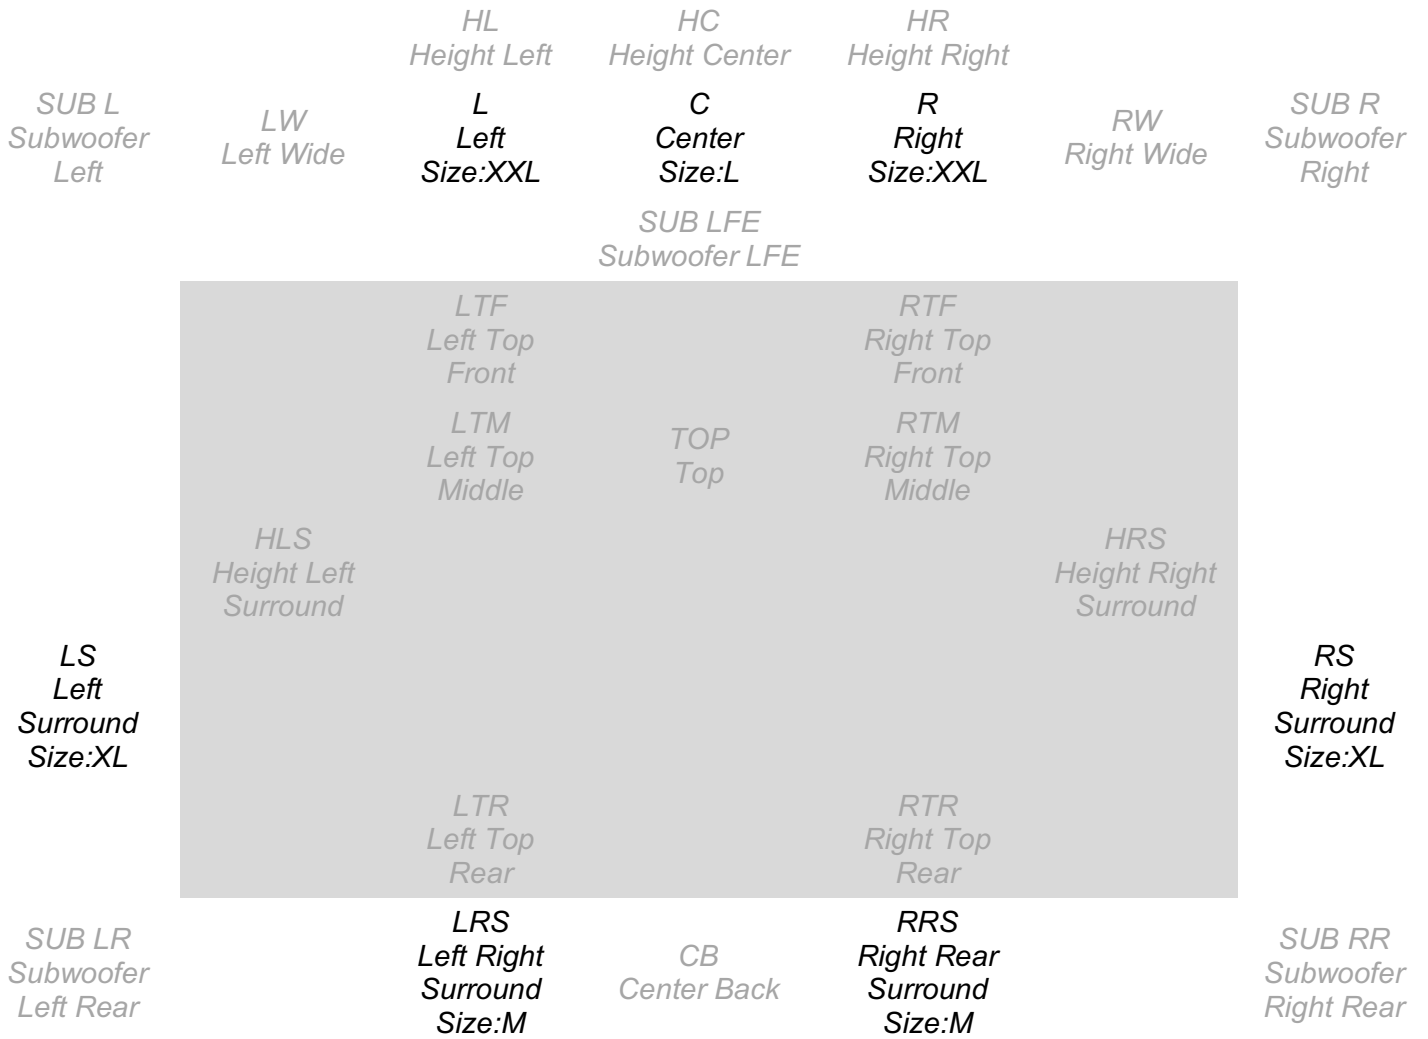 HL
Height Left
HC
Height Center
HR
Height Right
SUB L
Subwoofer
Left
LW
Left Wide
L
Left
Size:XXL
C
Center
Size:L
R
Right
Size:XXL
RW
Right Wide
SUB R
Subwoofer
Right
SUB LFE
Subwoofer LFE
LTF
Left Top
Front
RTF
Right Top
Front
LTM
Left Top
Middle
TOP
Top
RTM
Right Top
Middle
HLS
Height Left
Surround
HRS
Height Right
Surround
LS
Left
Surround
Size:XL
RS
Right
Surround
Size:XL
LTR
Left Top
Rear
RTR
Right Top
Rear
SUB LR
Subwoofer
Left Rear
LRS
Left Right
Surround
Size:M
CB
Center Back
RRS
Right Rear
Surround
Size:M
SUB RR
Subwoofer
Right Rear